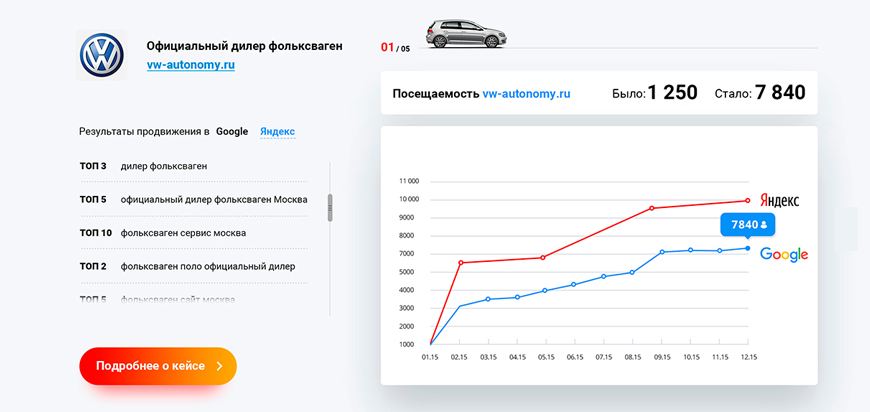 Официальный дилер фольксваген
vw-autonomy.ru
01 / 05
Посещаемость vw-autonomy.ru Было: 1 250 Стало: 7 840
Результаты продвижения в Google Яндекс
ТОП 3 дилер фольксваген
ТОП 5 официальный дилер фольксваген Москва
ТОП 10 фольксваген сервис москва
ТОП 2 фольксваген поло официальный дилер
ТОП 5 фольксваген сайт москва
Подробнее о кейсе
11 000
10 000
9000
8000
7000
6000
5000
4000
3000
2000
1000
01.15 02.15 03.15 04.15 05.15 06.15 07.15 08.15 09.15 10.15 11.15 12.15
Яндекс
7840
Google